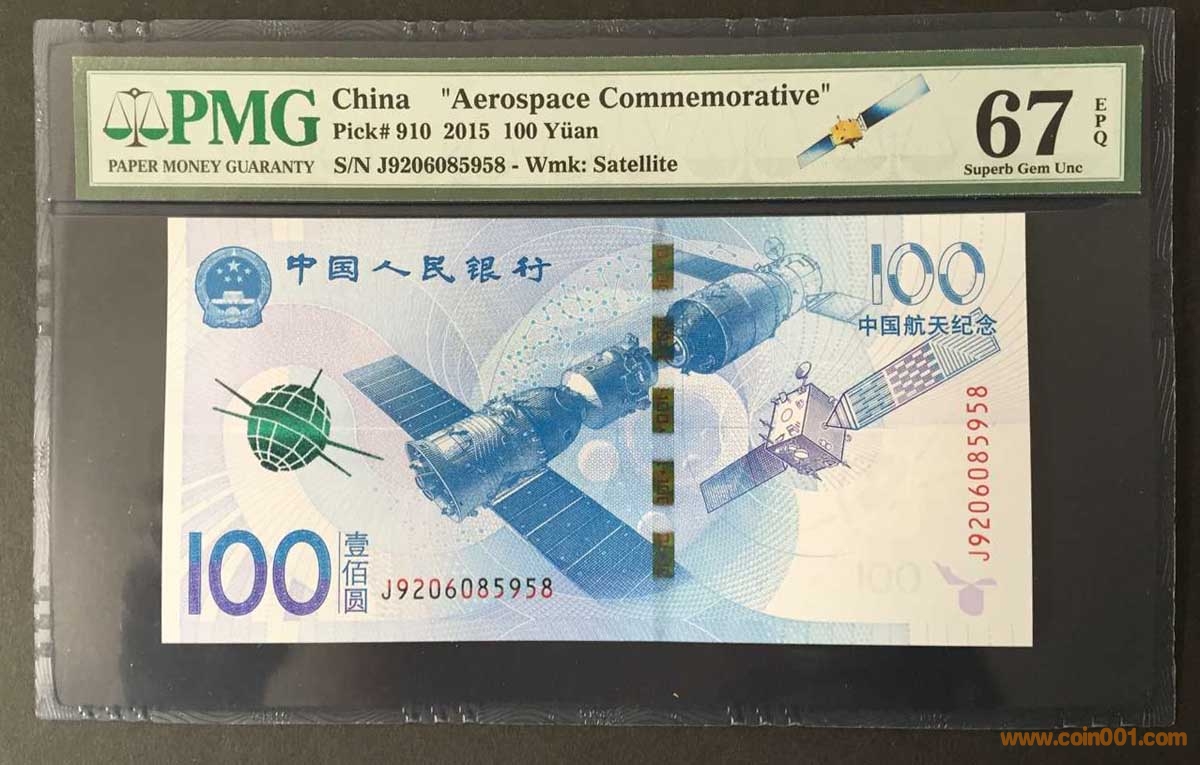 PMG
PAPER MONEY GUARANTY
China "Aerospace Commemorative"
Pick# 910 2015 100 Yüan
S/N J9206085958 - Wmk: Satellite
67
EPQ
Superb Gem Unc
中国人民银行
100
中国航天纪念
J9206085958
100
壹佰圆
J9206085958
www.coin001.com